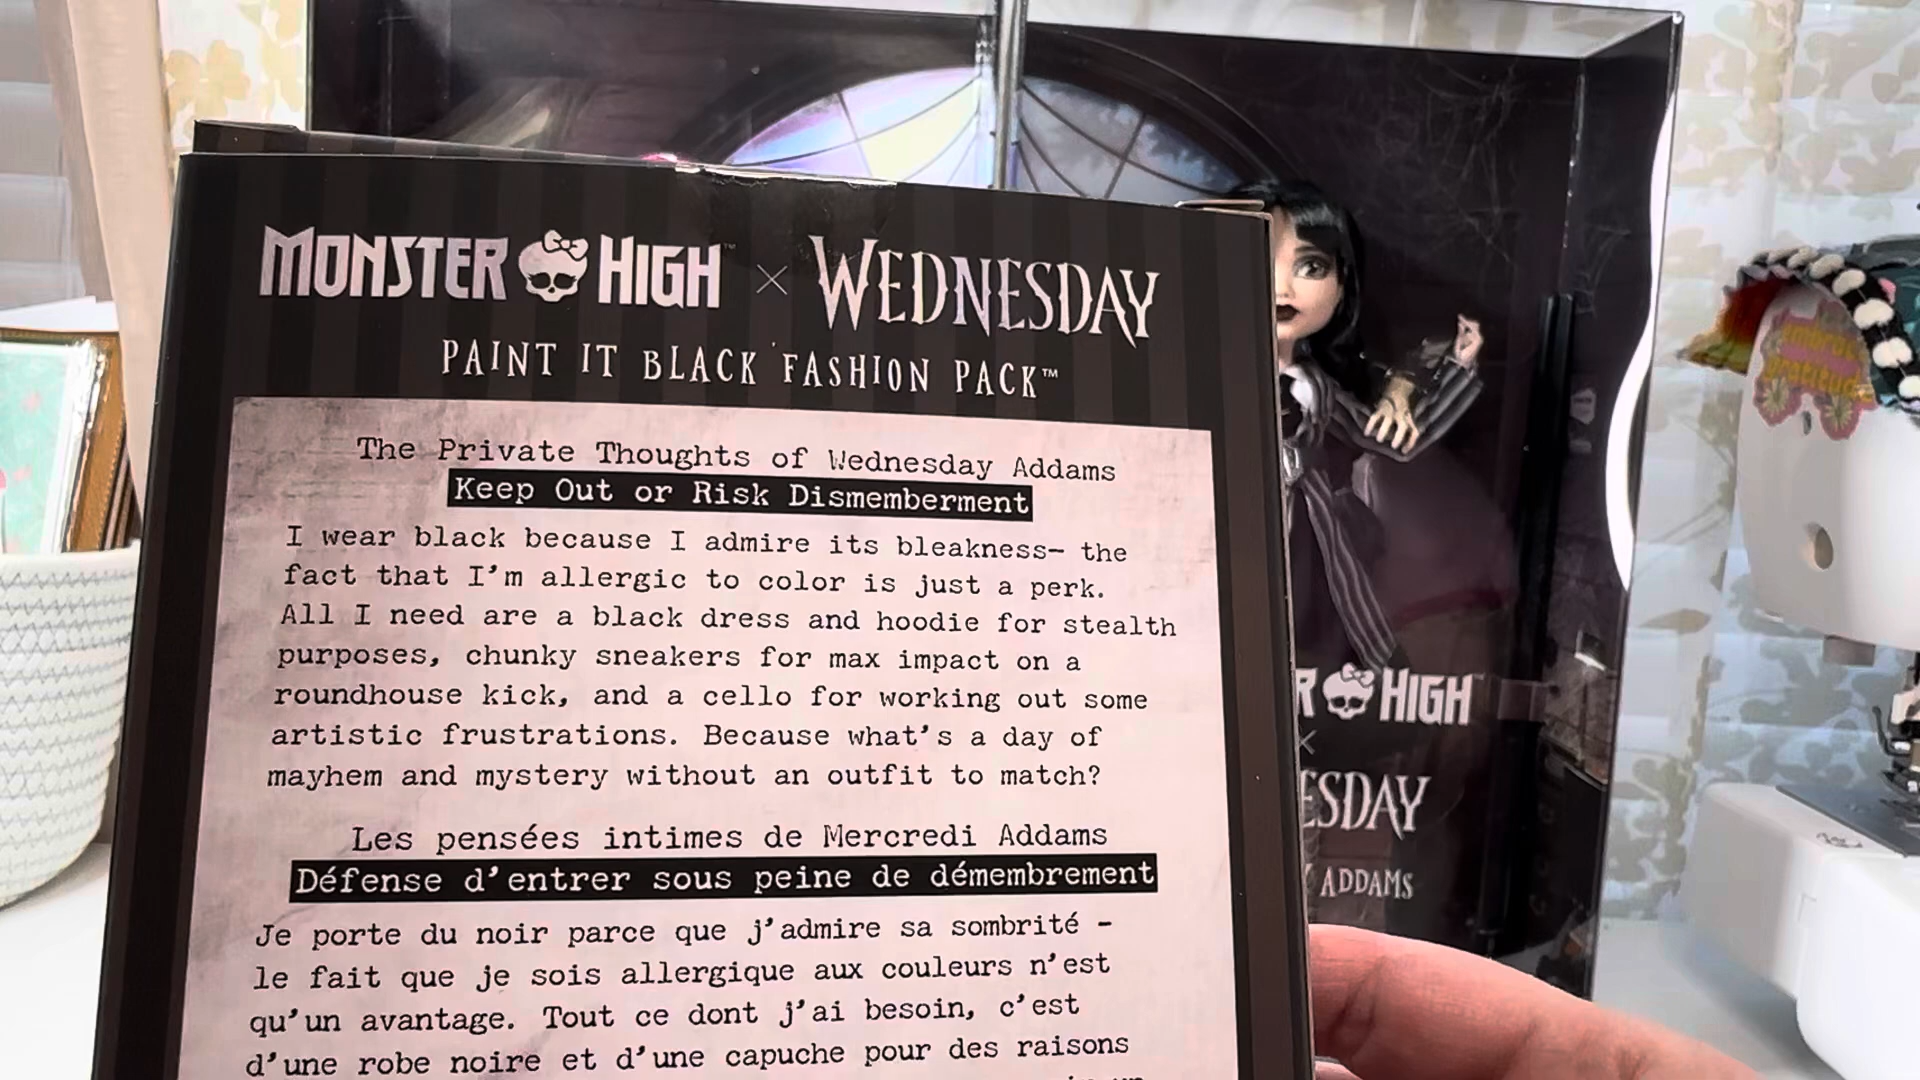 MONSTER HIGH™ × WEDNESDAY
PAINT IT BLACK FASHION PACK™
The Private Thoughts of Wednesday Addams
Keep Out or Risk Dismemberment
I wear black because I admire its bleakness— the
fact that I'm allergic to color is just a perk.
All I need are a black dress and hoodie for stealth
purposes, chunky sneakers for max impact on a
roundhouse kick, and a cello for working out some
artistic frustrations. Because what's a day of
mayhem and mystery without an outfit to match?
Les pensées intimes de Mercredi Addams
Défense d'entrer sous peine de démembrement
Je porte du noir parce que j'admire sa sombrité –
le fait que je sois allergique aux couleurs n'est
qu'un avantage. Tout ce dont j'ai besoin, c'est
d'une robe noire et d'une capuche pour des raisons
R HIGH
×
ESDAY
ADDAMS